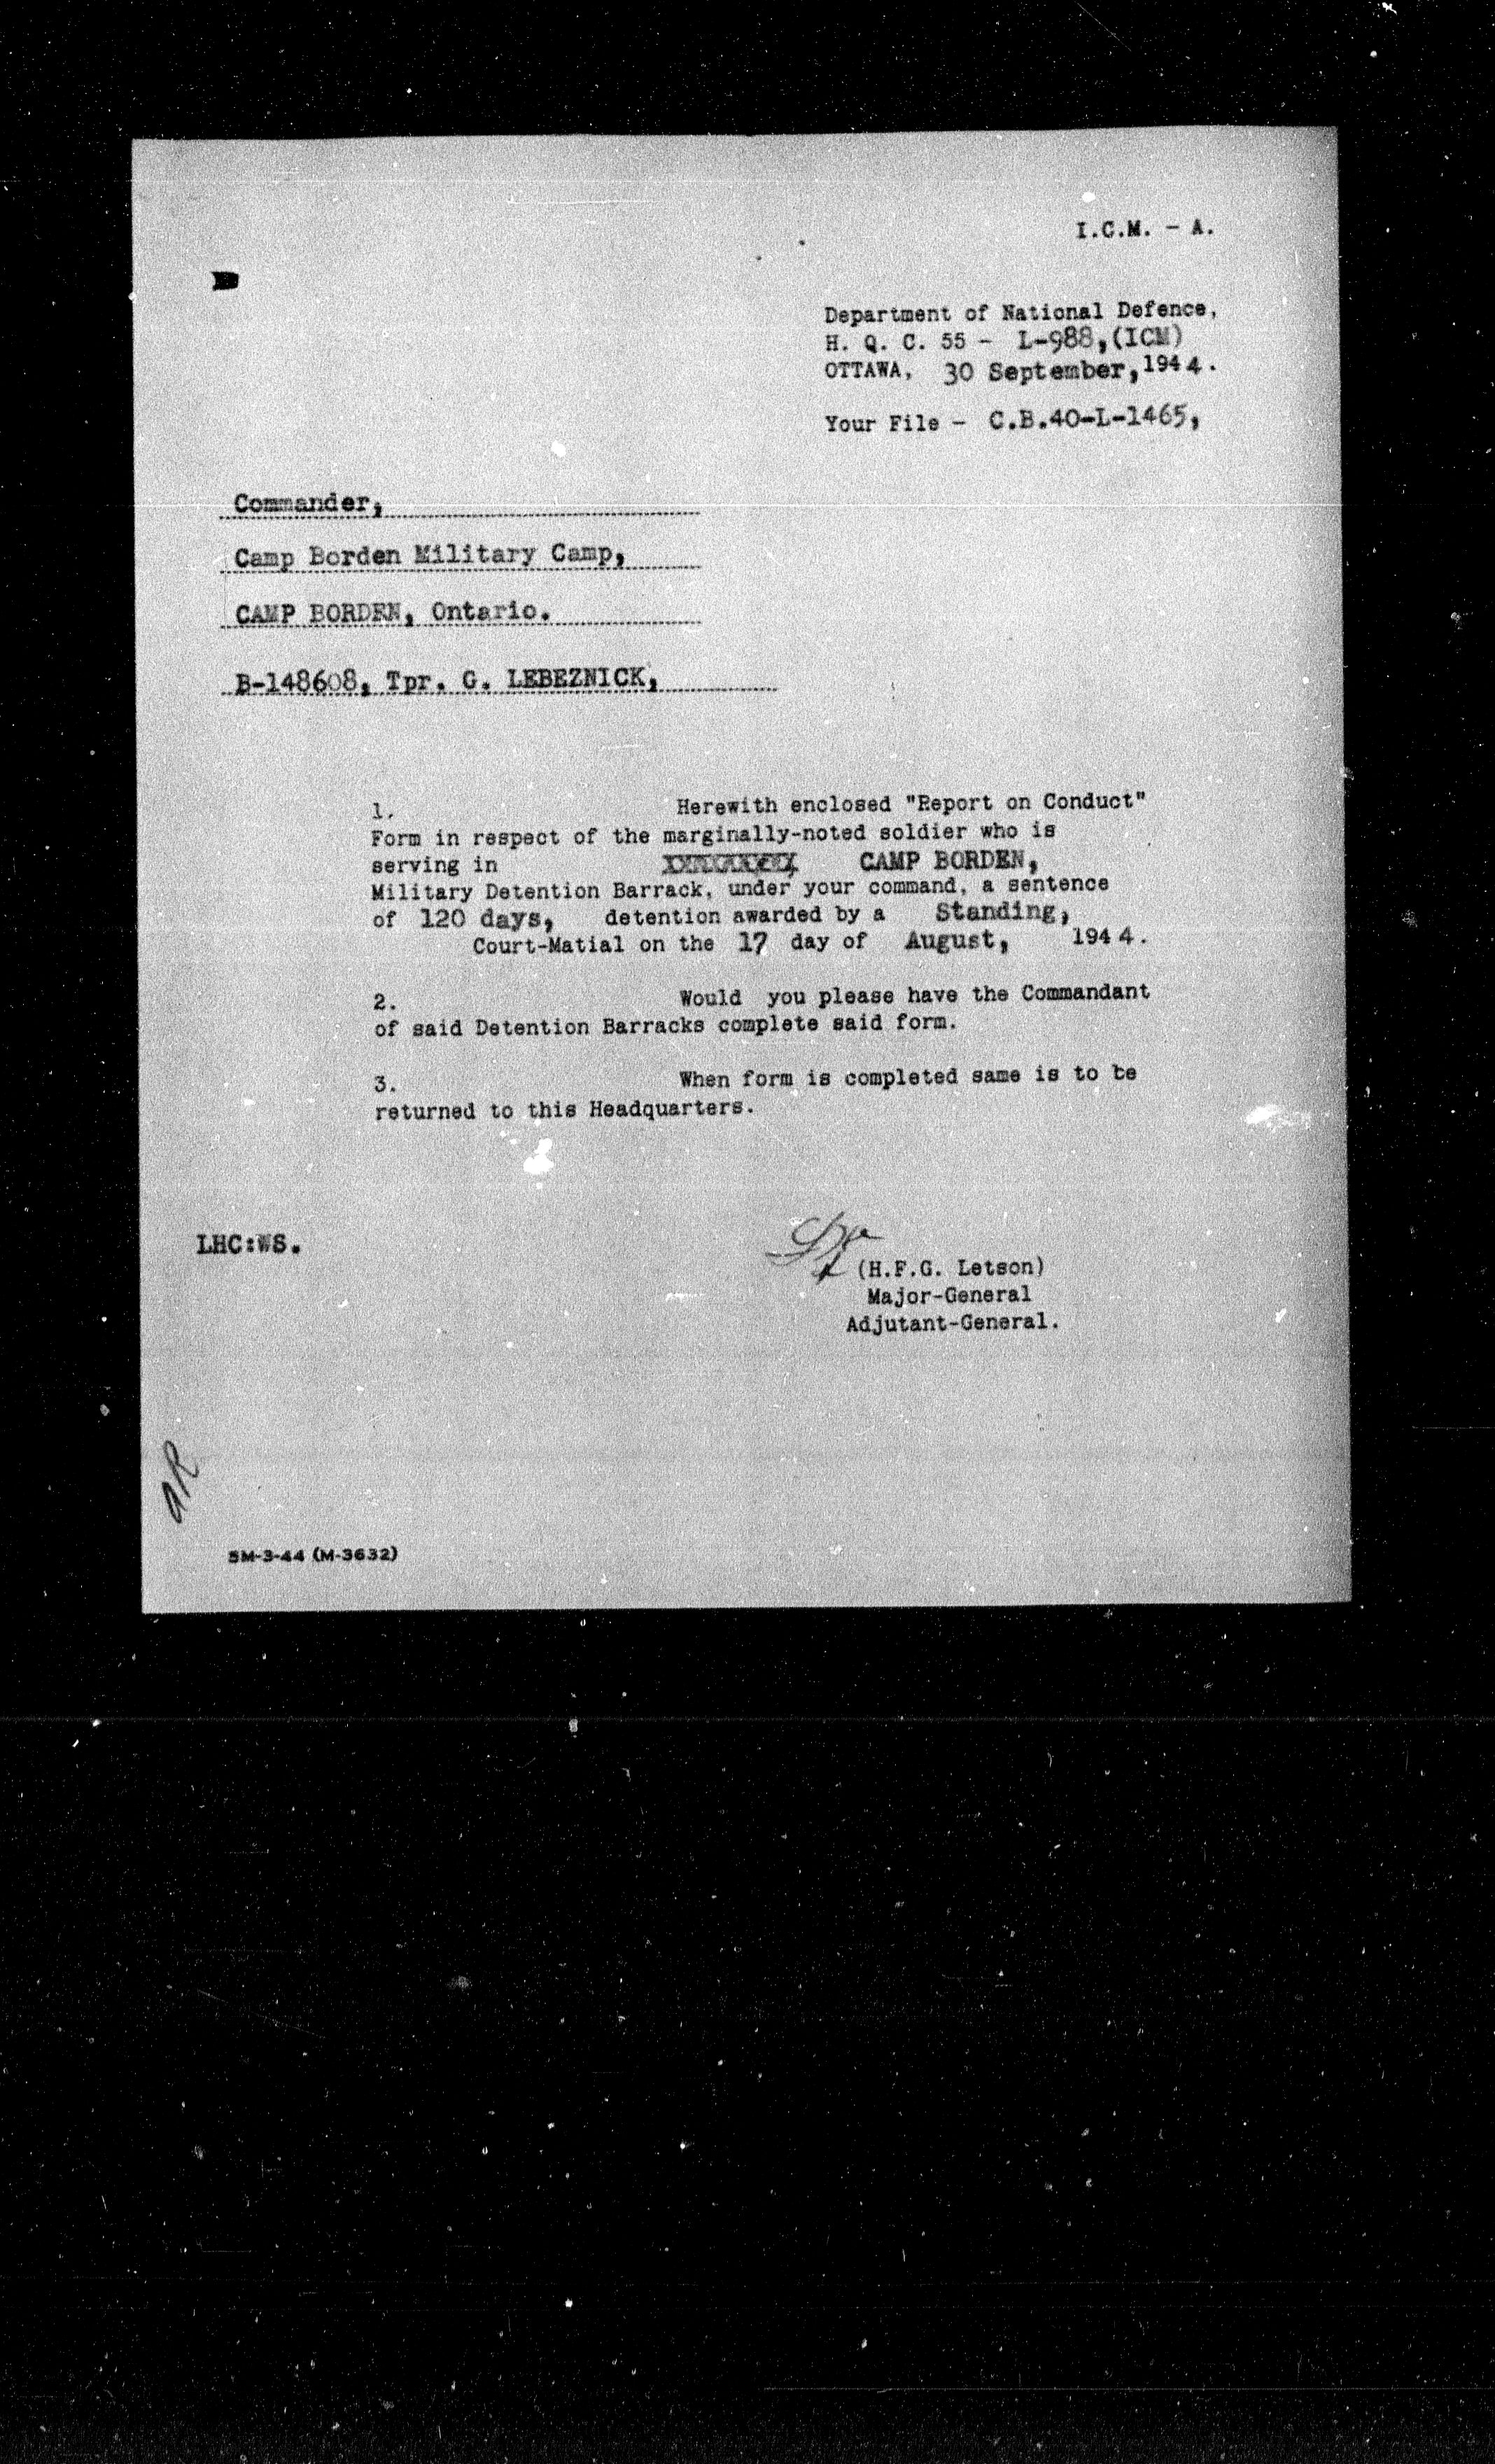 I.C.M. - A.
Department of National Defence,
H. Q. C. 55 - L-988,(ICM)
OTTAWA, 30 September, 1944.
Your File - C.B.40-L-1465,
Commander,
Camp Borden Military Camp,
CAMP BORDEN, Ontario.
B-148608, Tpr. G. LEBEZNICK,
1. Herewith enclosed "Report on Conduct"
Form in respect of the marginally-noted soldier who is
serving in CAMP BORDEN,
Military Detention Barrack, under your command, a sentence
of 120 days, detention awarded by a Standing,
Court-Matial on the 17 day of August, 1944.
2. Would you please have the Commandant
of said Detention Barracks complete said form.
3. When form is completed same is to be
returned to this Headquarters.
LHC:WS.
(H.F.G. Letson)
Major-General
Adjutant-General.
5M-3-44 (M-3632)